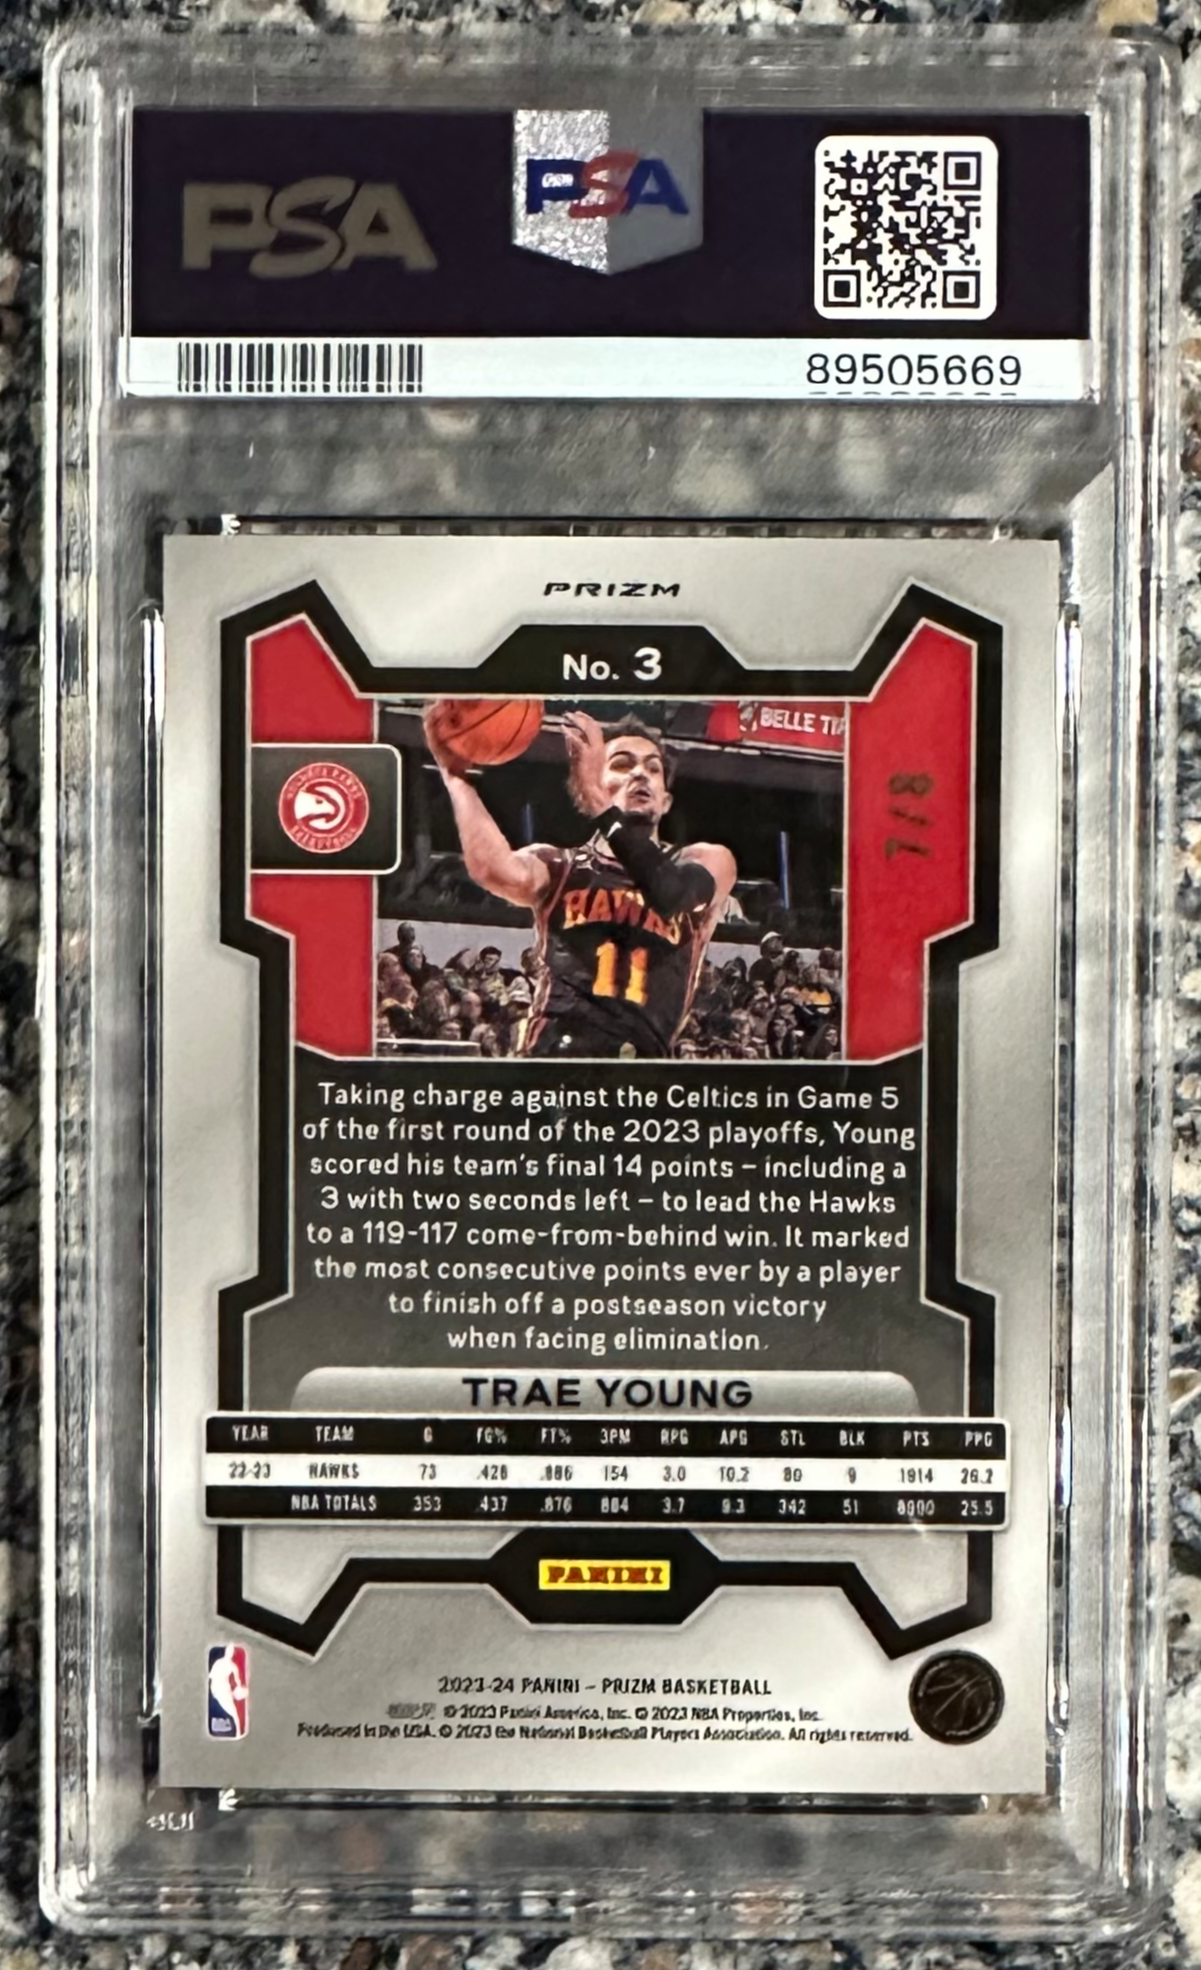 PSA
PSA
89505669
PRIZM
No. 3
BELLE TI
7/8
HAWKS
11
Taking charge against the Celtics in Game 5
of the first round of the 2023 playoffs, Young
scored his team's final 14 points – including a
3 with two seconds left – to lead the Hawks
to a 119-117 come-from-behind win. It marked
the most consecutive points ever by a player
to finish off a postseason victory
when facing elimination.
TRAE YOUNG
YEAR TEAM G FG% FT% 3PM RPG APG STL BLK PTS PPG
22-23 HAWKS 73 .428 .886 154 3.0 10.2 80 9 1914 26.2
NBA TOTALS 353 .437 .876 884 3.7 9.3 342 51 25.5
PANINI
2023-24 PANINI – PRIZM BASKETBALL
© 2023 Panini America, Inc. © 2023 NBA Properties, Inc.
Produced in the USA. © 2023 the National Basketball Players Association. All rights reserved.